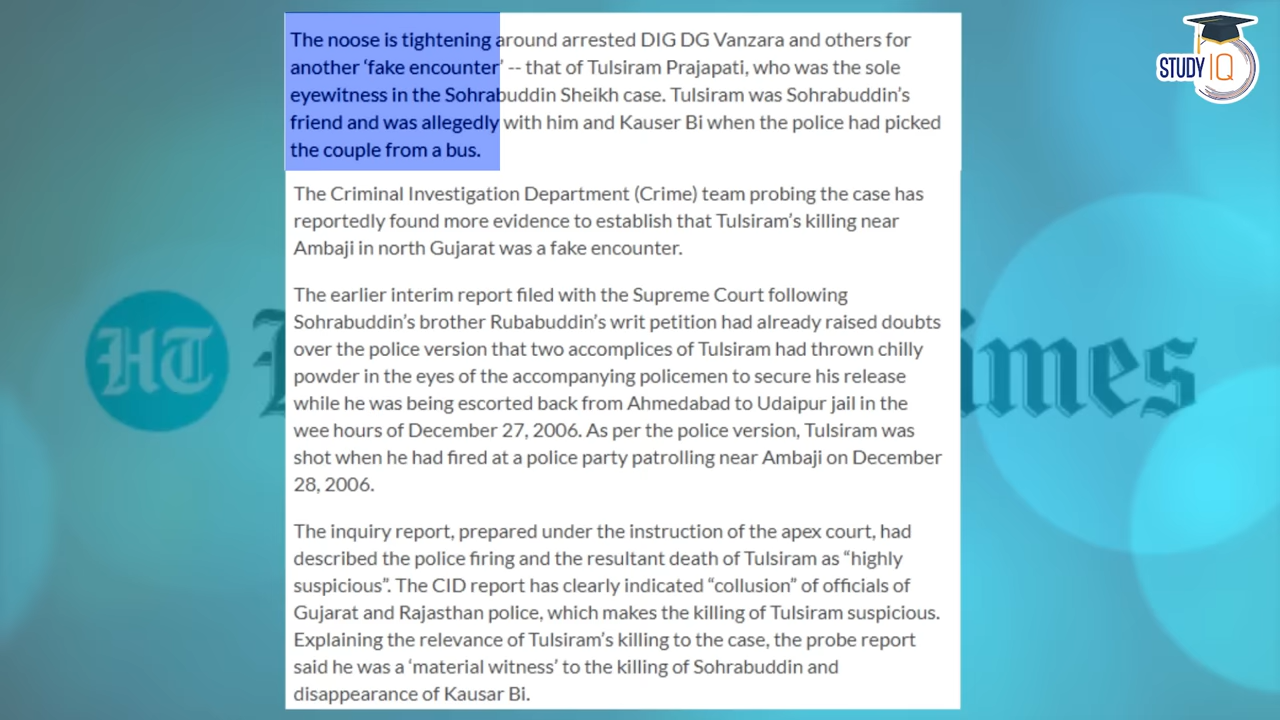 STUDY IQ
The noose is tightening around arrested DIG DG Vanzara and others for
another ‘fake encounter’ -- that of Tulsiram Prajapati, who was the sole
eyewitness in the Sohrabuddin Sheikh case. Tulsiram was Sohrabuddin’s
friend and was allegedly with him and Kauser Bi when the police had picked
the couple from a bus.
The Criminal Investigation Department (Crime) team probing the case has
reportedly found more evidence to establish that Tulsiram’s killing near
Ambaji in north Gujarat was a fake encounter.
The earlier interim report filed with the Supreme Court following
Sohrabuddin’s brother Rubabuddin’s writ petition had already raised doubts
over the police version that two accomplices of Tulsiram had thrown chilly
powder in the eyes of the accompanying policemen to secure his release
while he was being escorted back from Ahmedabad to Udaipur jail in the
wee hours of December 27, 2006. As per the police version, Tulsiram was
shot when he had fired at a police party patrolling near Ambaji on December
28, 2006.
The inquiry report, prepared under the instruction of the apex court, had
described the police firing and the resultant death of Tulsiram as “highly
suspicious”. The CID report has clearly indicated “collusion” of officials of
Gujarat and Rajasthan police, which makes the killing of Tulsiram suspicious.
Explaining the relevance of Tulsiram’s killing to the case, the probe report
said he was a ‘material witness’ to the killing of Sohrabuddin and
disappearance of Kausar Bi.
HT